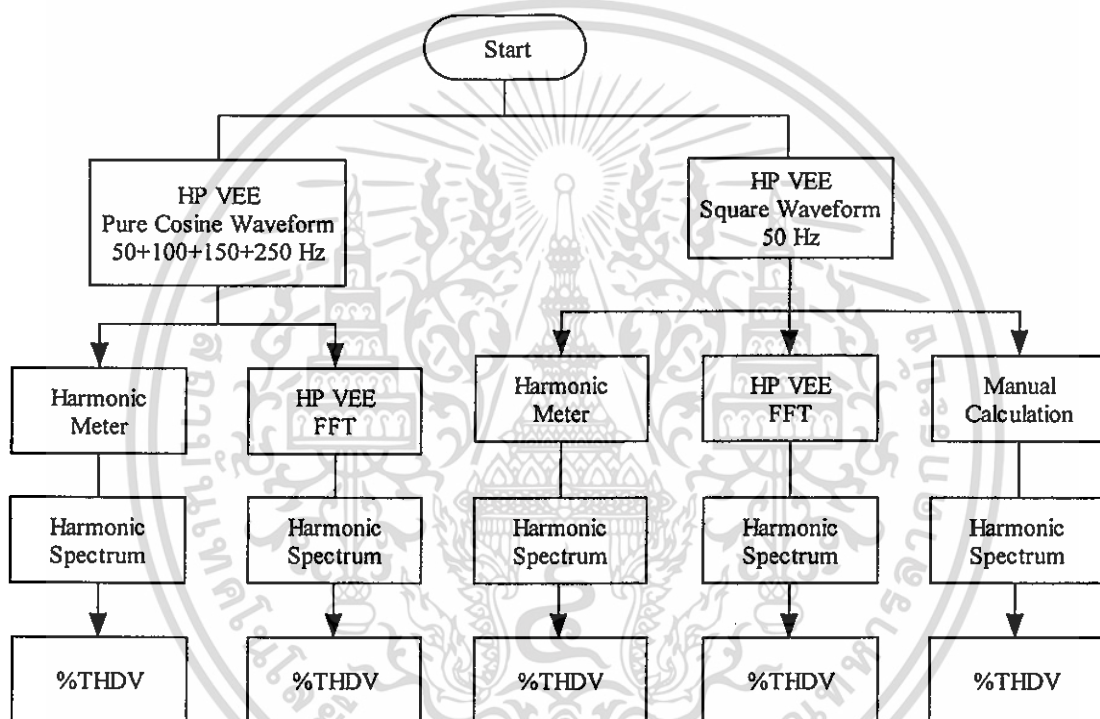 Start
HP VEE
Pure Cosine Waveform
50+100+150+250 Hz
HP VEE
Square Waveform
50 Hz
Harmonic
Meter
HP VEE
FFT
Harmonic
Meter
HP VEE
FFT
Manual
Calculation
Harmonic
Spectrum
Harmonic
Spectrum
Harmonic
Spectrum
Harmonic
Spectrum
Harmonic
Spectrum
%THDV
%THDV
%THDV
%THDV
%THDV